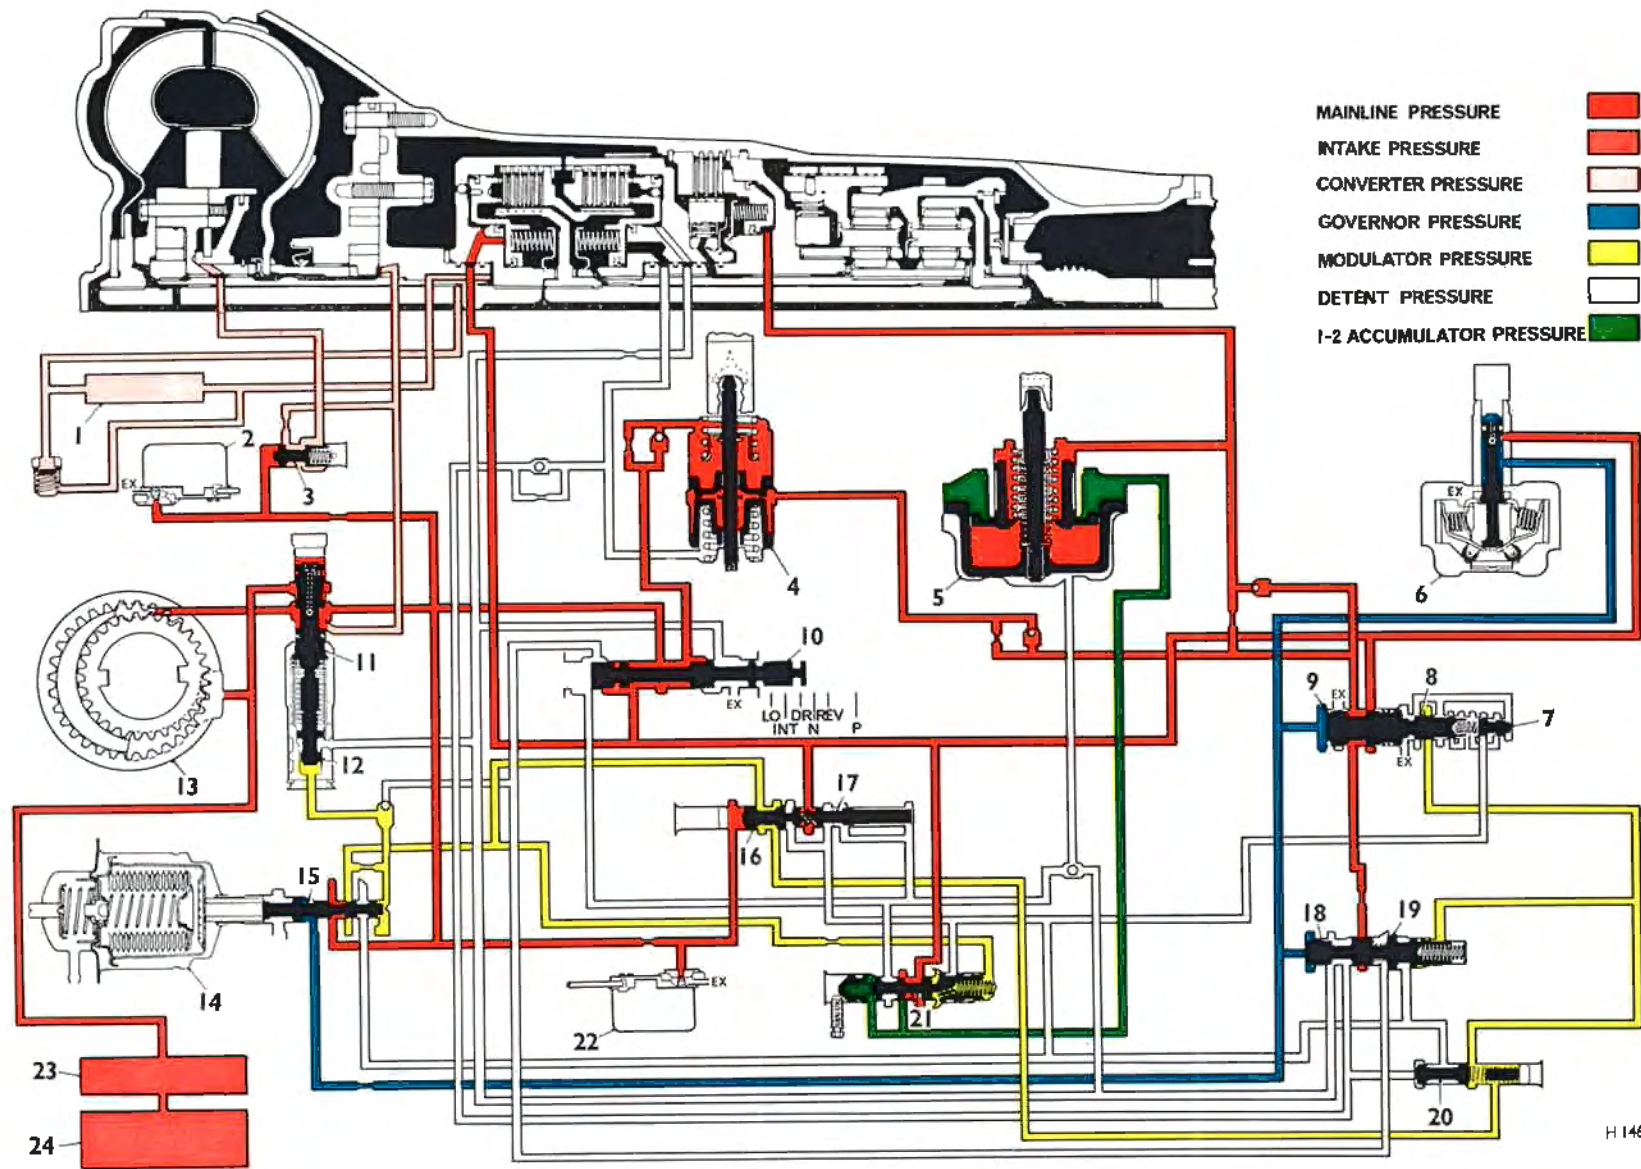 MAINLINE PRESSURE
INTAKE PRESSURE
CONVERTER PRESSURE
GOVERNOR PRESSURE
MODULATOR PRESSURE
DETENT PRESSURE
1-2 ACCUMULATOR PRESSURE
1
2
EX
3
4
5
EX
6
10
11
EX
LO DR REV
INT N P
9
EX
8
7
EX
12
13
17
16
15
14
18
19
21
EX
22
20
23
24
H 146